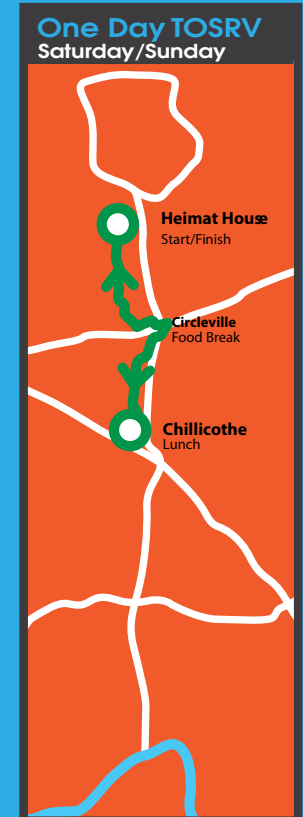 One Day TOSRV
Saturday/Sunday
Heimat House
Start/Finish
Circleville
Food Break
Chillicothe
Lunch